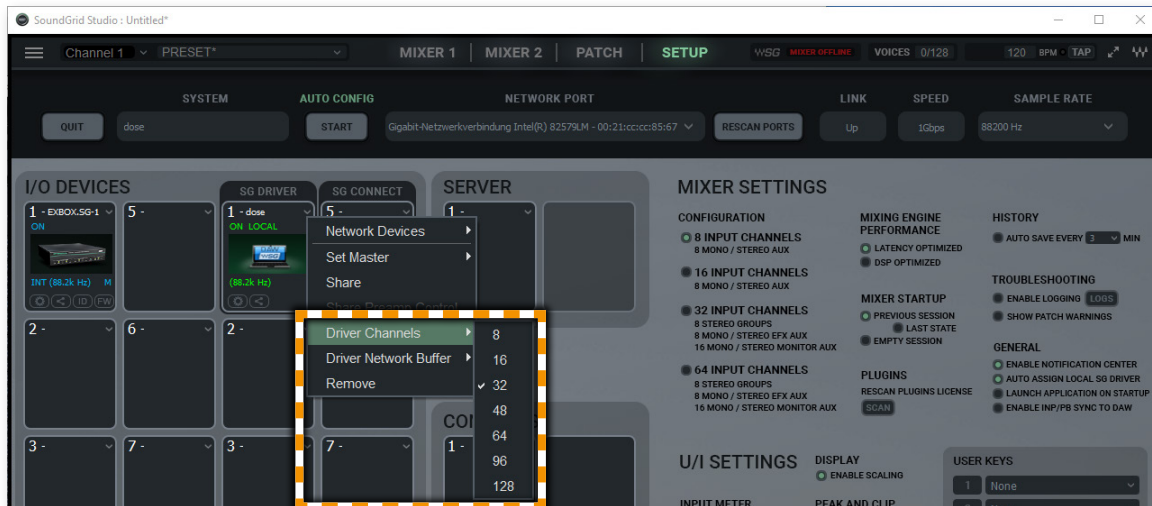 SoundGrid Studio : Untitled*
Channel 1 PRESET* MIXER 1 MIXER 2 PATCH SETUP WSG MIXER OFFLINE VOICES 0/128 120 BPM TAP
SYSTEM AUTO CONFIG NETWORK PORT LINK SPEED SAMPLE RATE
QUIT dose START Gigabit-Netzwerkverbindung Intel(R) 82579LM - 00:21:cc:cc:85:67 RESCAN PORTS Up 1Gbps 88200 Hz
I/O DEVICES SG DRIVER SG CONNECT SERVER
1 - EXBOX.SG-1 5 - 1 - dose 5 - 1 -
ON ON LOCAL
DAW
WSG
INT (88.2k Hz) M (88.2k Hz)
ID FW
2 - 6 - 2 -
3 - 7 - 3 - 7 - 1 -
Network Devices
Set Master
Share
Share Preamp Control
Driver Channels
Driver Network Buffer
Remove
8
16
32
48
64
96
128
MIXER SETTINGS
CONFIGURATION
8 INPUT CHANNELS
8 MONO / STEREO AUX
16 INPUT CHANNELS
8 MONO / STEREO AUX
32 INPUT CHANNELS
8 STEREO GROUPS
8 MONO / STEREO EFX AUX
16 MONO / STEREO MONITOR AUX
64 INPUT CHANNELS
8 STEREO GROUPS
8 MONO / STEREO EFX AUX
16 MONO / STEREO MONITOR AUX
MIXING ENGINE
PERFORMANCE
LATENCY OPTIMIZED
DSP OPTIMIZED
MIXER STARTUP
PREVIOUS SESSION
LAST STATE
EMPTY SESSION
PLUGINS
RESCAN PLUGINS LICENSE
SCAN
HISTORY
AUTO SAVE EVERY 3 MIN
TROUBLESHOOTING
ENABLE LOGGING LOGS
SHOW PATCH WARNINGS
GENERAL
ENABLE NOTIFICATION CENTER
AUTO ASSIGN LOCAL SG DRIVER
LAUNCH APPLICATION ON STARTUP
ENABLE INP/PB SYNC TO DAW
U/I SETTINGS DISPLAY
ENABLE SCALING
INPUT METER PEAK AND CLIP
USER KEYS
1 None